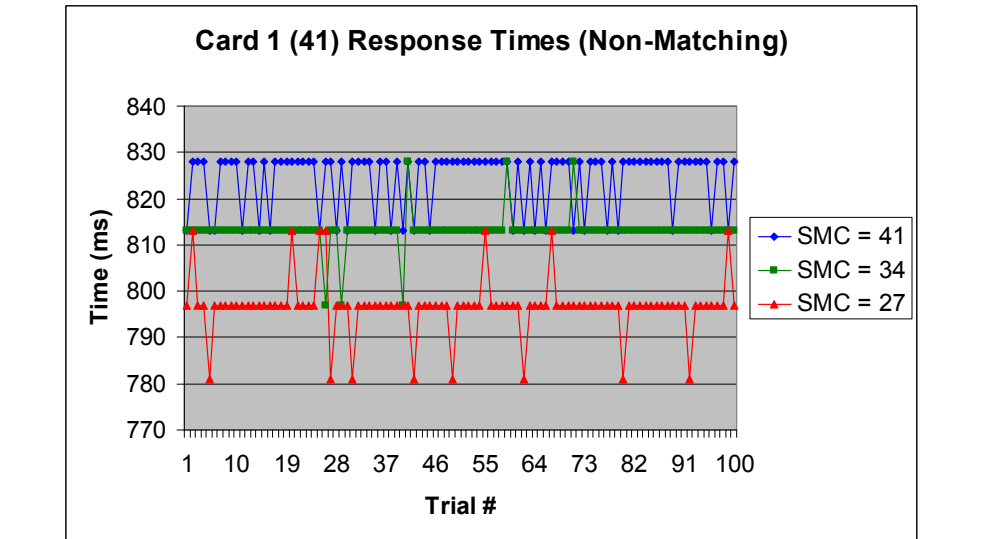 Card 1 (41) Response Times (Non-Matching)
840
830
820
810
800
790
780
770
Time (ms)
1 10 19 28 37 46 55 64 73 82 91 100
Trial #
SMC = 41
SMC = 34
SMC = 27